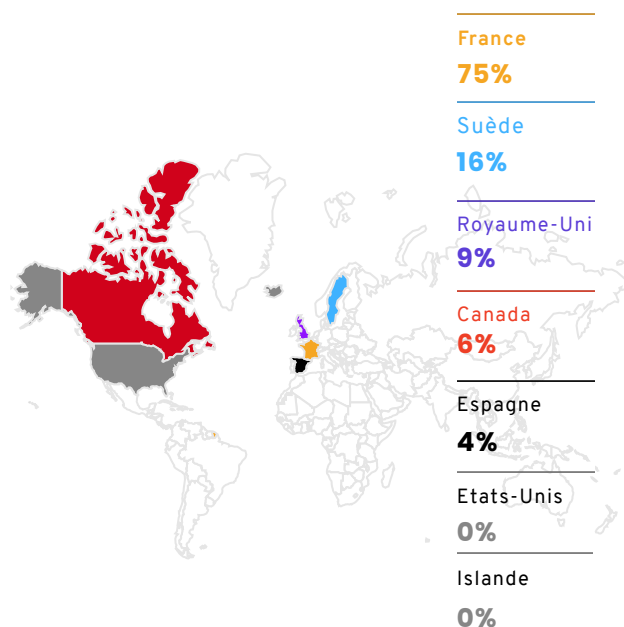 France
75%
Suède
16%
Royaume-Uni
9%
Canada
6%
Espagne
4%
Etats-Unis
0%
Islande
0%